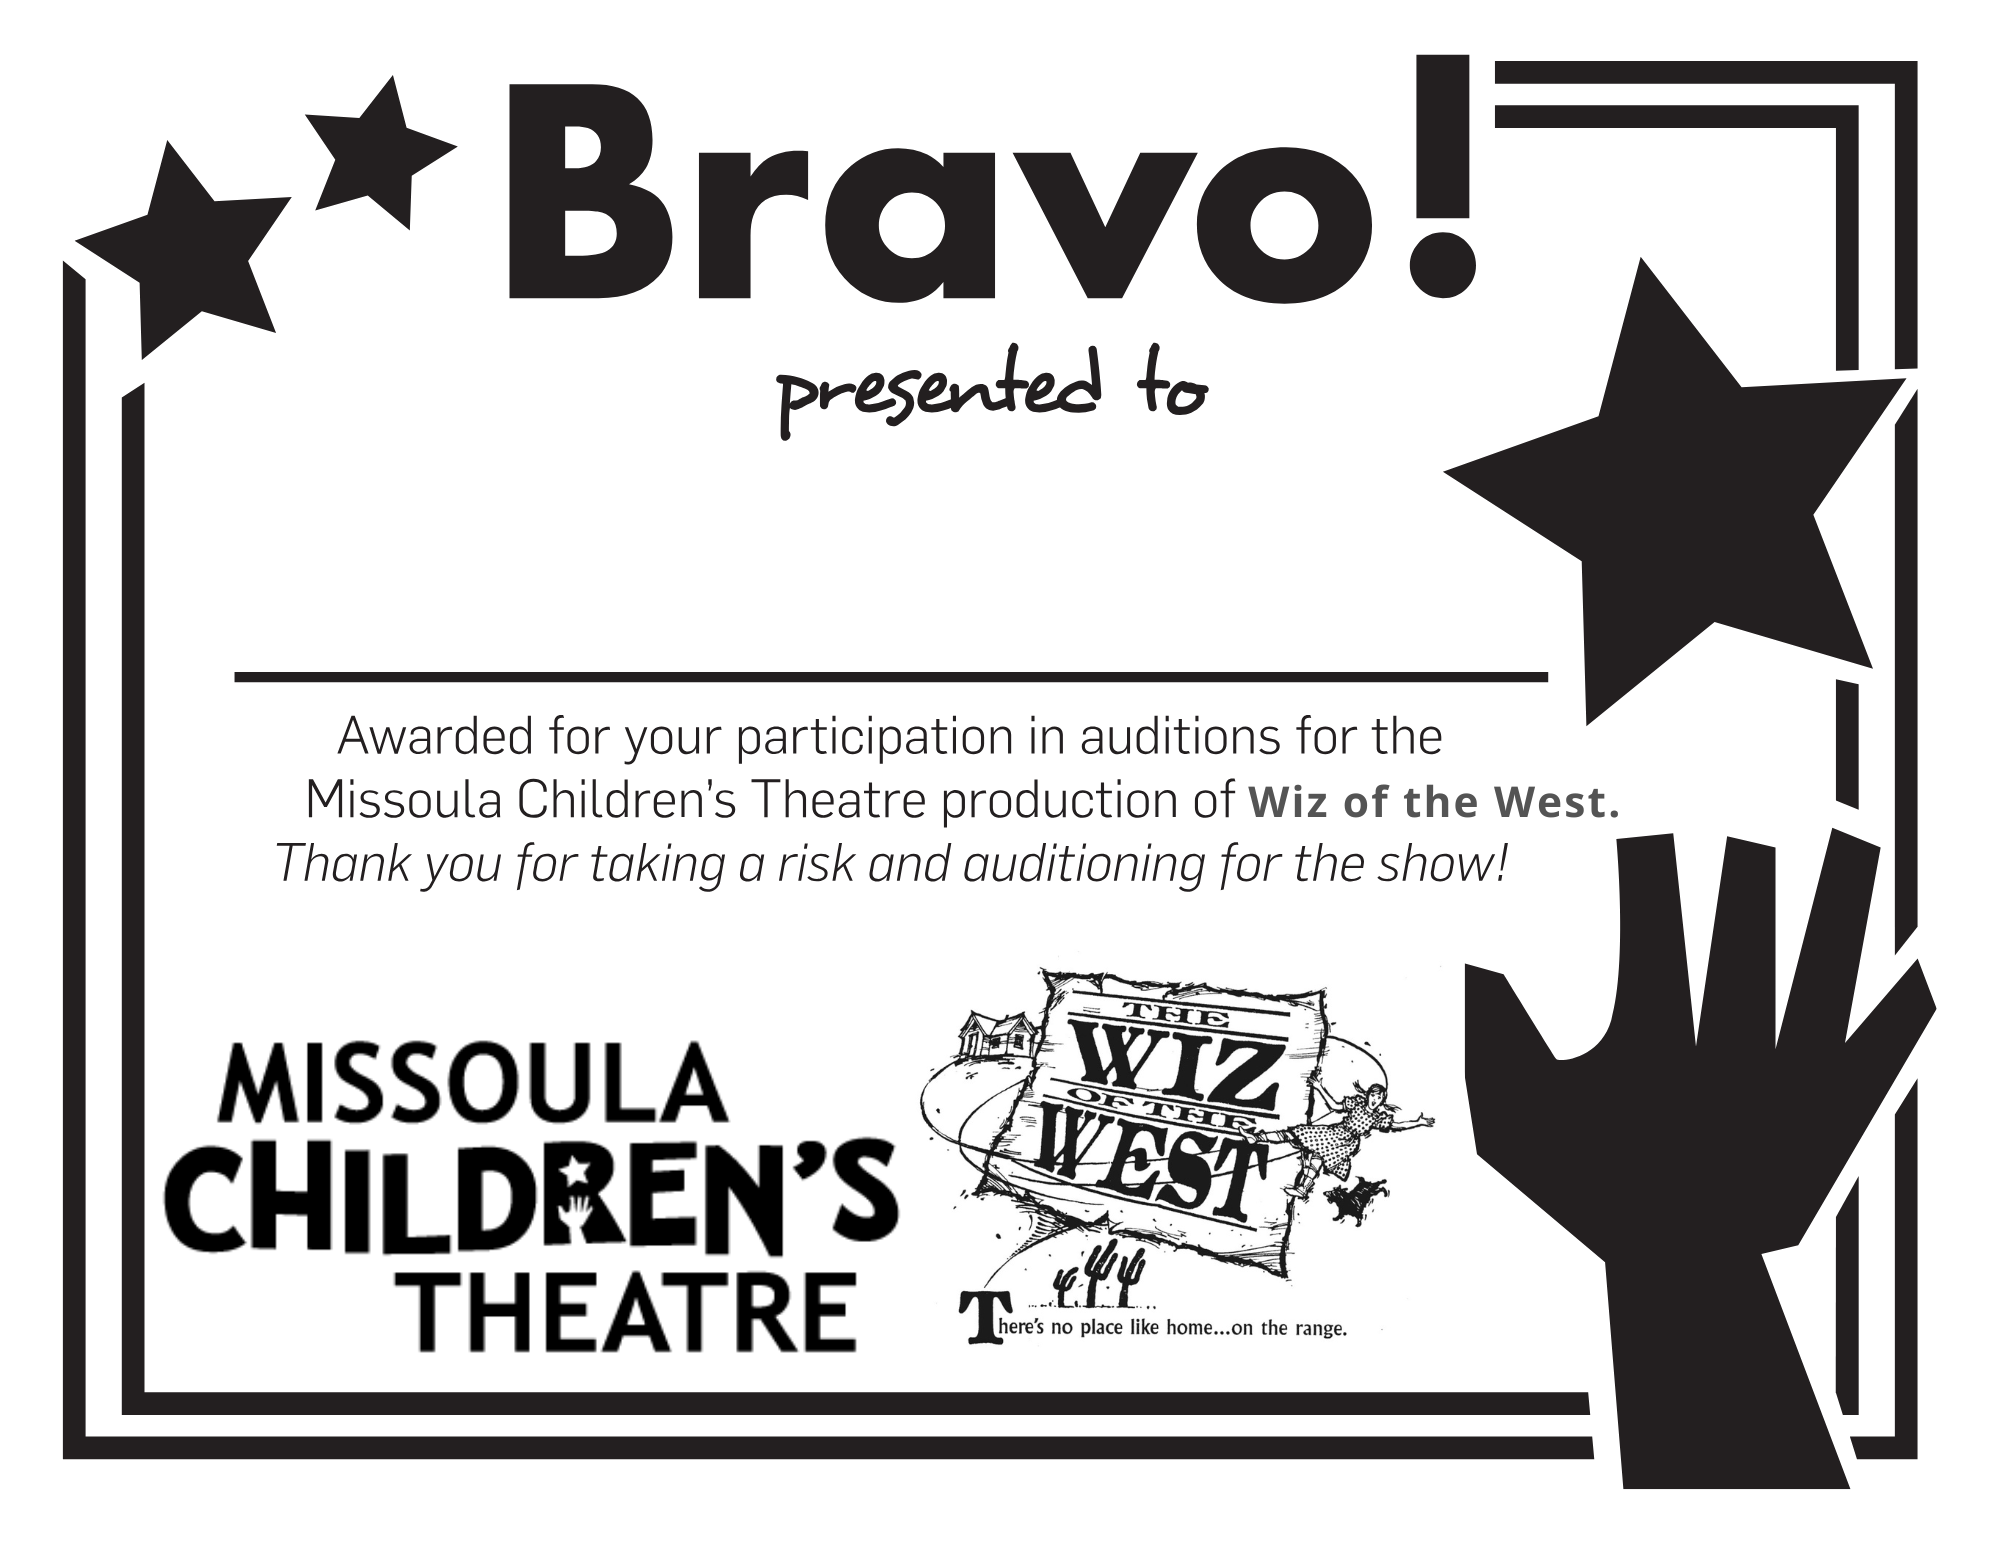 Bravo!
presented to
Awarded for your participation in auditions for the
Missoula Children’s Theatre production of Wiz of the West.
Thank you for taking a risk and auditioning for the show!
MISSOULA
CHILDREN’S
THEATRE
THE
WIZ
OF THE
WEST
There’s no place like home...on the range.